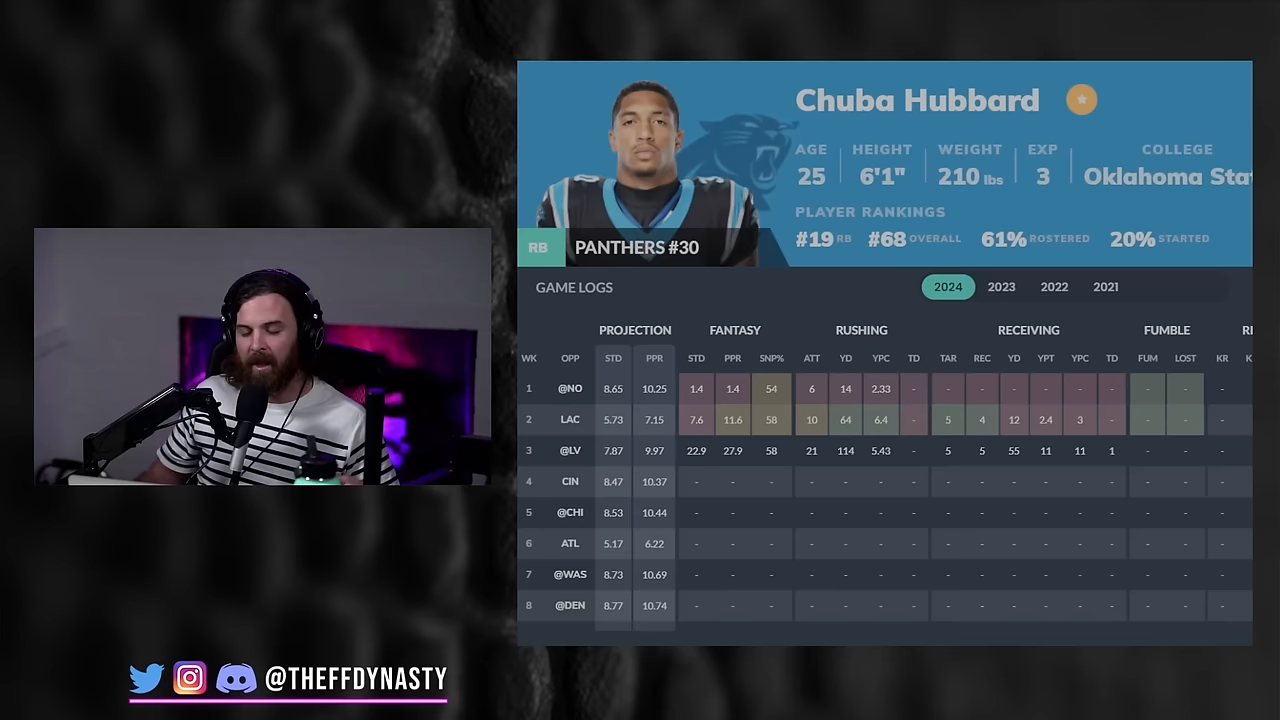 Chuba Hubbard
AGE HEIGHT WEIGHT EXP COLLEGE
25 6'1" 210 lbs 3 Oklahoma Sta
PLAYER RANKINGS
#19 RB #68 OVERALL 61% ROSTERED 20% STARTED
RB PANTHERS #30
GAME LOGS 2024 2023 2022 2021
PROJECTION FANTASY RUSHING RECEIVING FUMBLE
WK OPP STD PPR STD PPR SNP% ATT YD YPC TD TAR REC YD YPT YPC TD FUM LOST KR
1 @NO 8.65 10.25 1.4 1.4 54 6 14 2.33 - - - - - - - - - -
2 LAC 5.73 7.15 7.6 11.6 58 10 64 6.4 - 5 4 12 2.4 3 - - - -
3 @LV 7.87 9.97 22.9 27.9 58 21 114 5.43 - 5 5 55 11 11 1 - - -
4 CIN 8.47 10.37 - - - - - - - - - - - - - - - -
5 @CHI 8.53 10.44 - - - - - - - - - - - - - - - -
6 ATL 5.17 6.22 - - - - - - - - - - - - - - - -
7 @WAS 8.73 10.69 - - - - - - - - - - - - - - - -
8 @DEN 8.77 10.74 - - - - - - - - - - - - - - - -
@THEFFDYNASTY